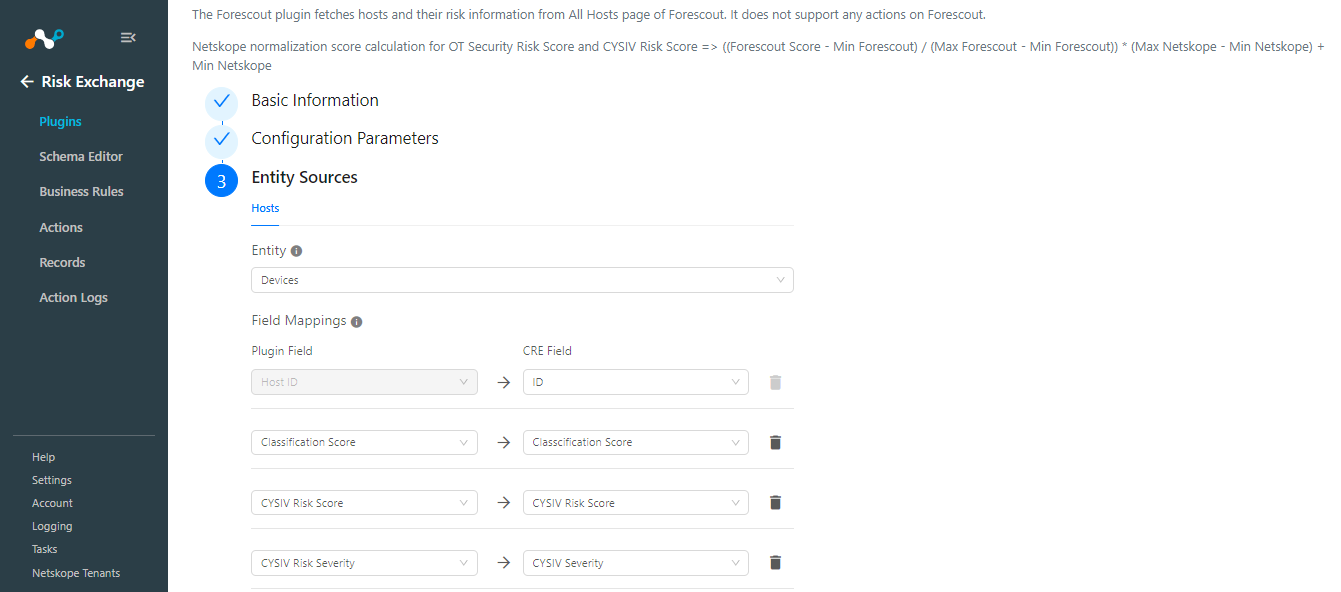 The Forescout plugin fetches hosts and their risk information from All Hosts page of Forescout. It does not support any actions on Forescout.
Netskope normalization score calculation for OT Security Risk Score and CYSIV Risk Score => ((Forescout Score - Min Forescout) / (Max Forescout - Min Forescout)) * (Max Netskope - Min Netskope) +
Min Netskope
Risk Exchange
Plugins
Schema Editor
Business Rules
Actions
Records
Action Logs
Help
Settings
Account
Logging
Tasks
Netskope Tenants
Basic Information
Configuration Parameters
3 Entity Sources
Hosts
Entity
Devices
Field Mappings
Plugin Field CRE Field
Host ID ID
Classification Score Classcification Score
CYSIV Risk Score CYSIV Risk Score
CYSIV Risk Severity CYSIV Severity